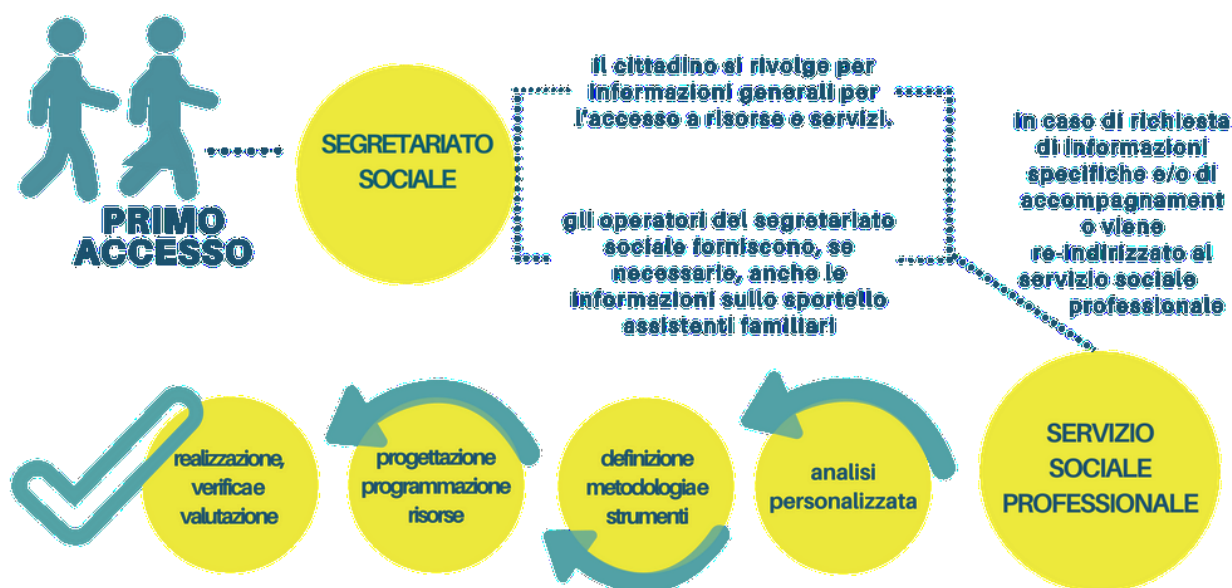 PRIMO
ACCESSO
SEGRETARIATO
SOCIALE
il cittadino si rivolge per
informazioni generali per
l'accesso a risorse e servizi.
gli operatori del segretariato
sociale forniscono, se
necessarie, anche le
informazioni sullo sportello
assistenti familiari
in caso di richiesta
di informazioni
specifiche e/o di
accompagnament
o viene
re-indirizzato al
servizio sociale
professionale
SERVIZIO
SOCIALE
PROFESSIONALE
analisi
personalizzata
definizione
metodologia e
strumenti
progettazione
programmazione
risorse
realizzazione,
verifica e
valutazione